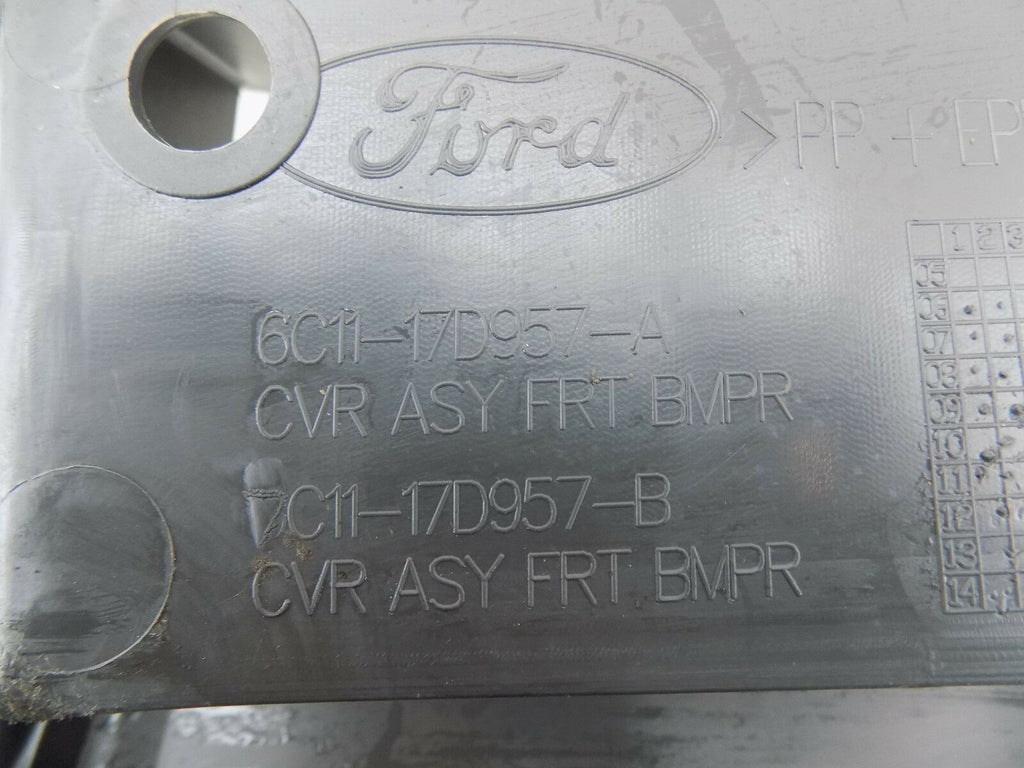 Ford
>PP + EP
6C11-17D957-A
CVR ASY FRT BMPR
7C11-17D957-B
CVR ASY FRT BMPR
1 2 3
05
06
07
08
09
10
11
12
13
14